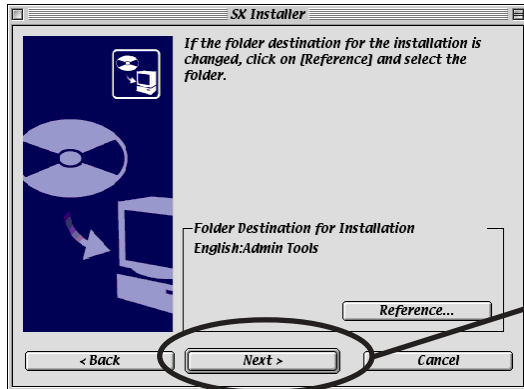 SX Installer
If the folder destination for the installation is
changed, click on [Reference] and select the
folder.
Folder Destination for Installation
English:Admin Tools
Reference...
< Back
Next >
Cancel